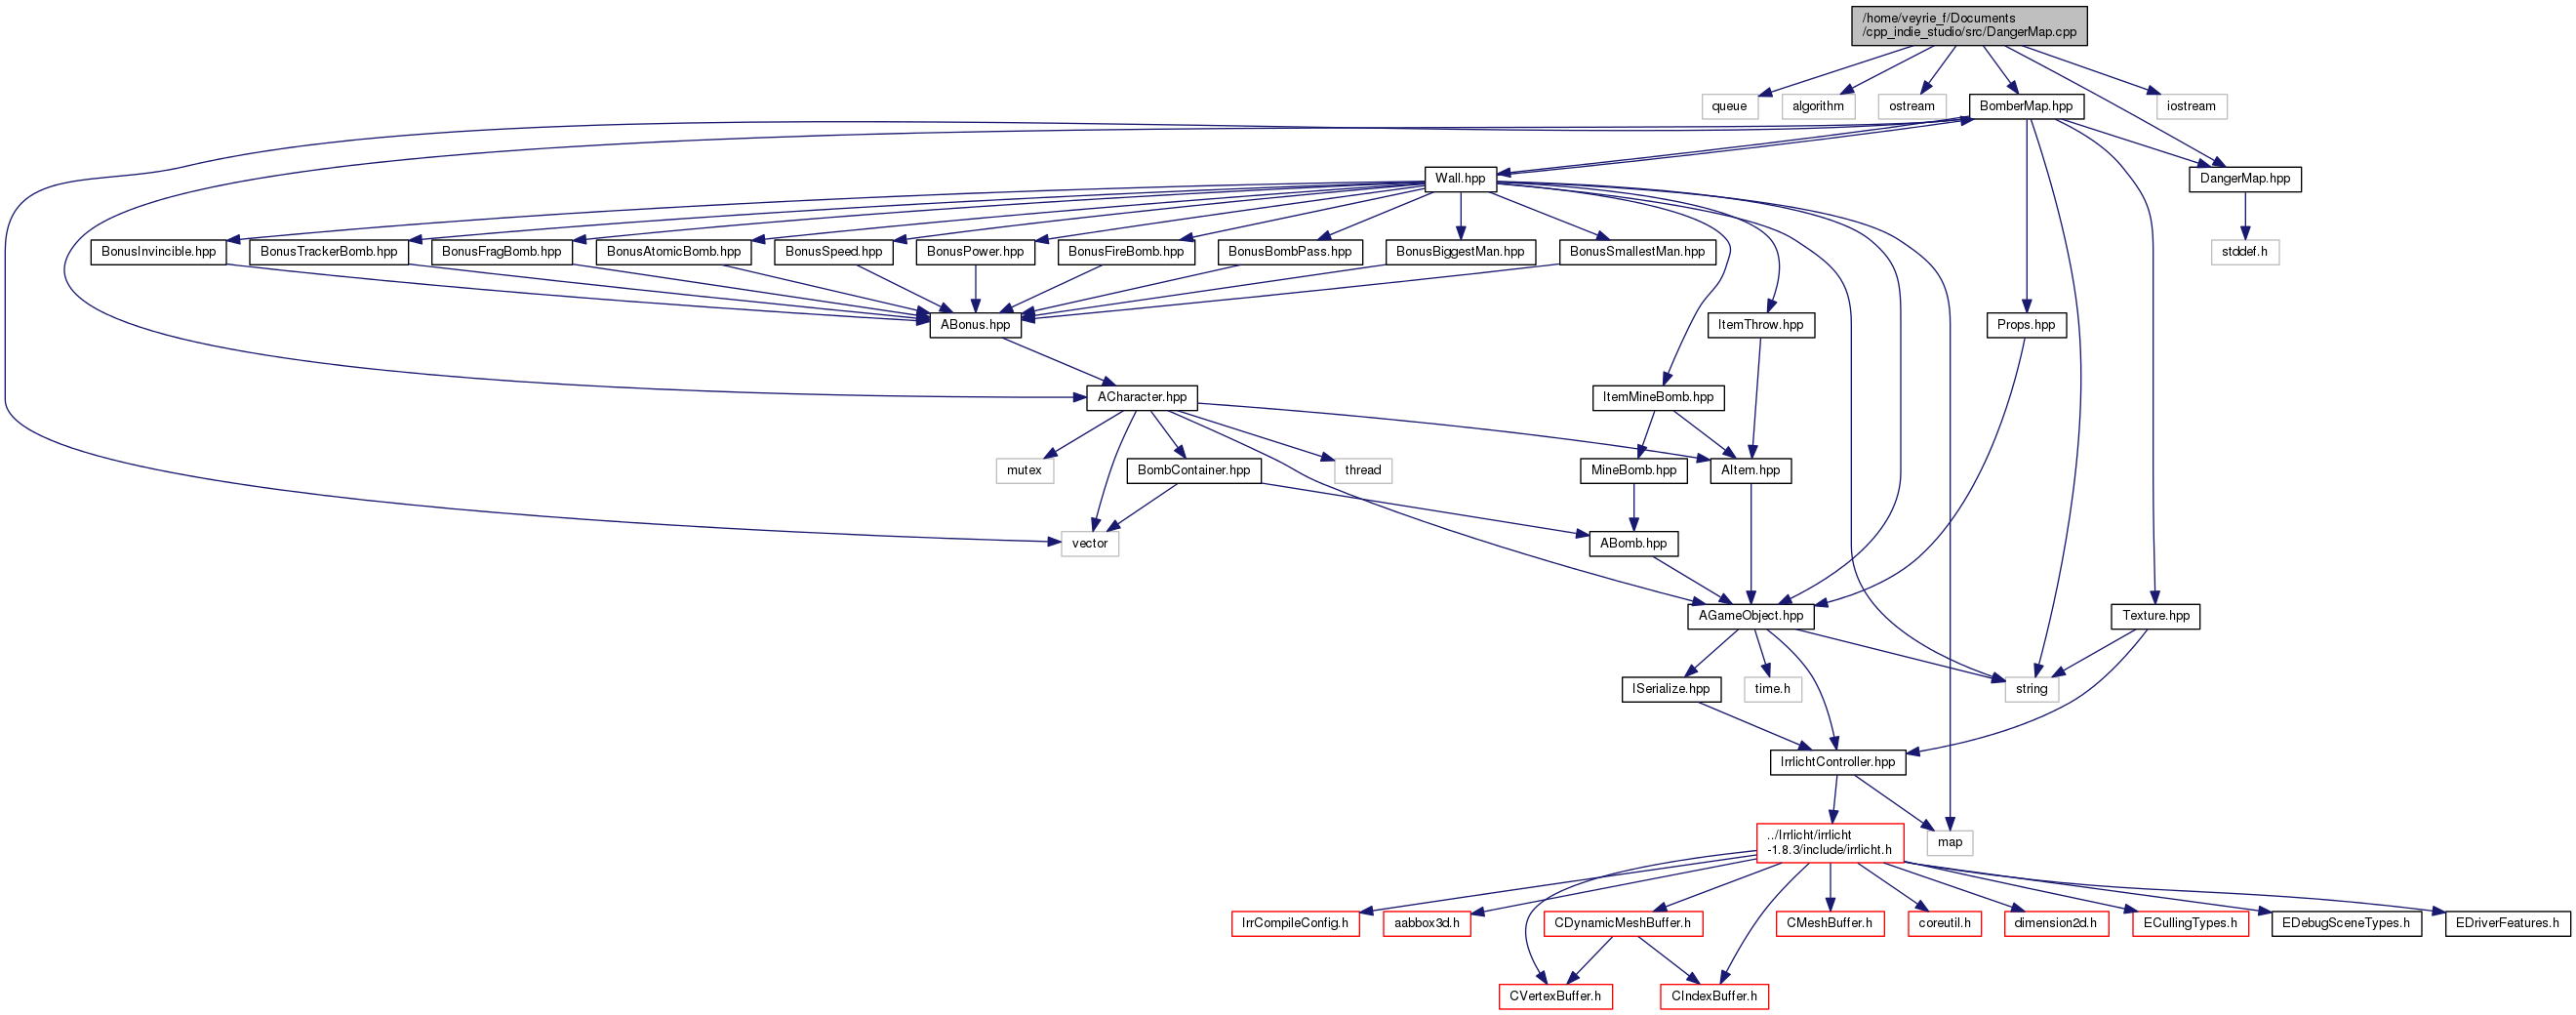 /home/veyrie_f/Documents
/cpp_indie_studio/src/DangerMap.cpp
queue
algorithm
ostream
BomberMap.hpp
iostream
Wall.hpp
DangerMap.hpp
BonusInvincible.hpp
BonusTrackerBomb.hpp
BonusFragBomb.hpp
BonusAtomicBomb.hpp
BonusSpeed.hpp
BonusPower.hpp
BonusFireBomb.hpp
BonusBombPass.hpp
BonusBiggestMan.hpp
BonusSmallestMan.hpp
stddef.h
ABonus.hpp
ItemThrow.hpp
Props.hpp
ACharacter.hpp
ItemMineBomb.hpp
mutex
BombContainer.hpp
thread
MineBomb.hpp
AItem.hpp
vector
ABomb.hpp
AGameObject.hpp
Texture.hpp
ISerialize.hpp
time.h
string
IrrlichtController.hpp
../Irrlicht/irrlicht
-1.8.3/include/irrlicht.h
map
IrrCompileConfig.h
aabbox3d.h
CDynamicMeshBuffer.h
CMeshBuffer.h
coreutil.h
dimension2d.h
ECullingTypes.h
EDebugSceneTypes.h
EDriverFeatures.h
CVertexBuffer.h
CIndexBuffer.h